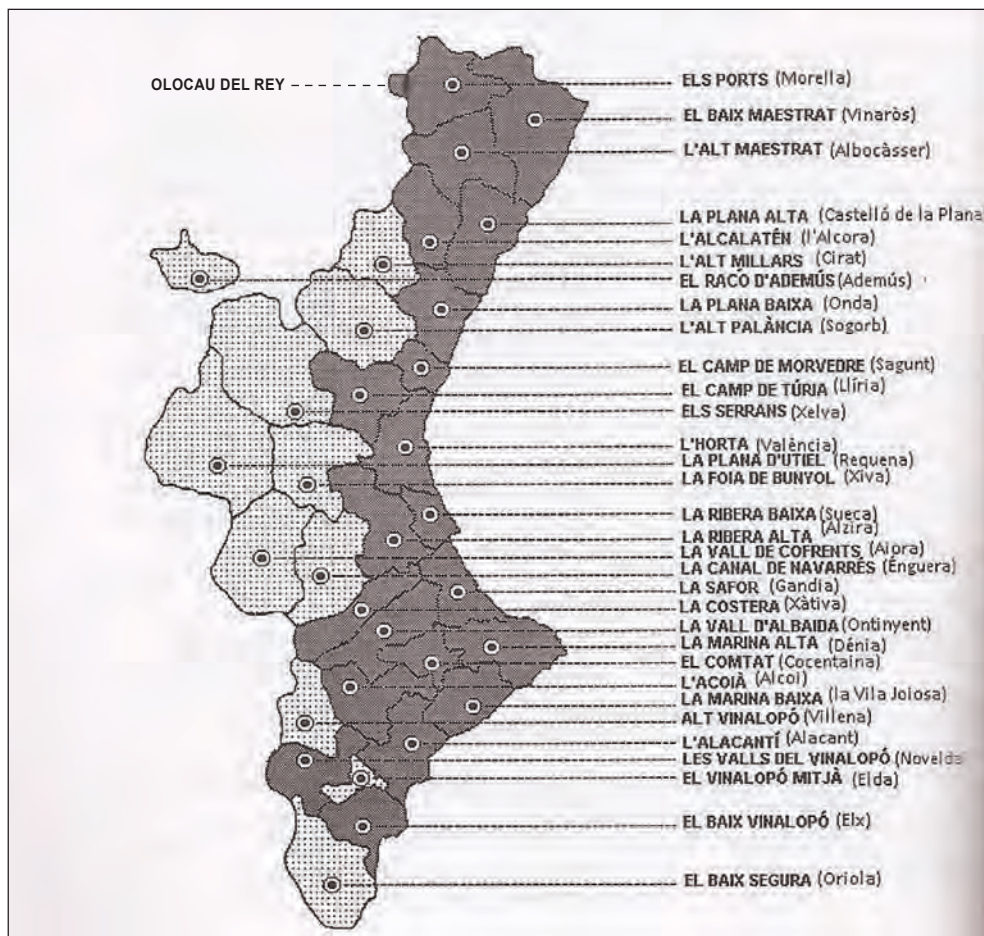 OLOCAU DEL REY
ELS PORTS (Morella)
EL BAIX MAESTRAT (Vinaròs)
L'ALT MAESTRAT (Albocàsser)
LA PLANA ALTA (Castelló de la Plana
L'ALCALATÉN (l'Alcora)
L'ALT MILLARS (Cirat)
EL RACÓ D'ADEMÚS (Ademús)
LA PLANA BAIXA (Onda)
L'ALT PALÀNCIA (Sogorb)
EL CAMP DE MORVEDRE (Sagunt)
EL CAMP DE TÚRIA (Llíria)
ELS SERRANS (Xelva)
L'HORTA (València)
LA PLANA D'UTIEL (Requena)
LA FOIA DE BUNYOL (Xiva)
LA RIBERA BAIXA (Sueca)
LA RIBERA ALTA (Alzira)
LA VALL DE COFRENTS (Aiora)
LA CANAL DE NAVARRÉS (Énguera)
LA SAFOR (Gandia)
LA COSTERA (Xàtiva)
LA VALL D'ALBAIDA (Ontinyent)
LA MARINA ALTA (Dénia)
EL COMTAT (Cocentaina)
L'ACOIÀ (Alcoi)
LA MARINA BAIXA (la Vila Joiosa)
ALT VINALOPÓ (Villena)
L'ALACANTÍ (Alacant)
LES VALLS DEL VINALOPÓ (Novelda
EL VINALOPÓ MITJÀ (Elda)
EL BAIX VINALOPÓ (Elx)
EL BAIX SEGURA (Oriola)